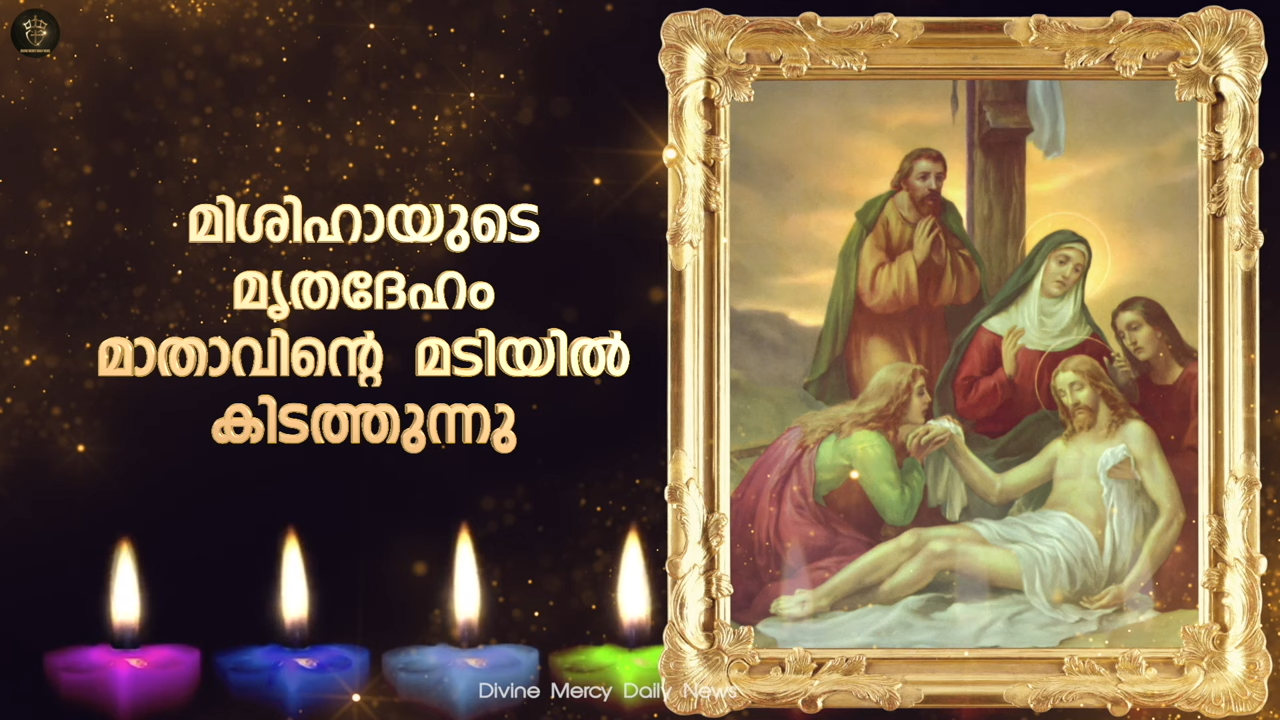 മിശിഹായുടെ
മൃതദേഹം
മാതാവിന്റെ മടിയിൽ
കിടത്തുന്നു
Divine Mercy Daily News